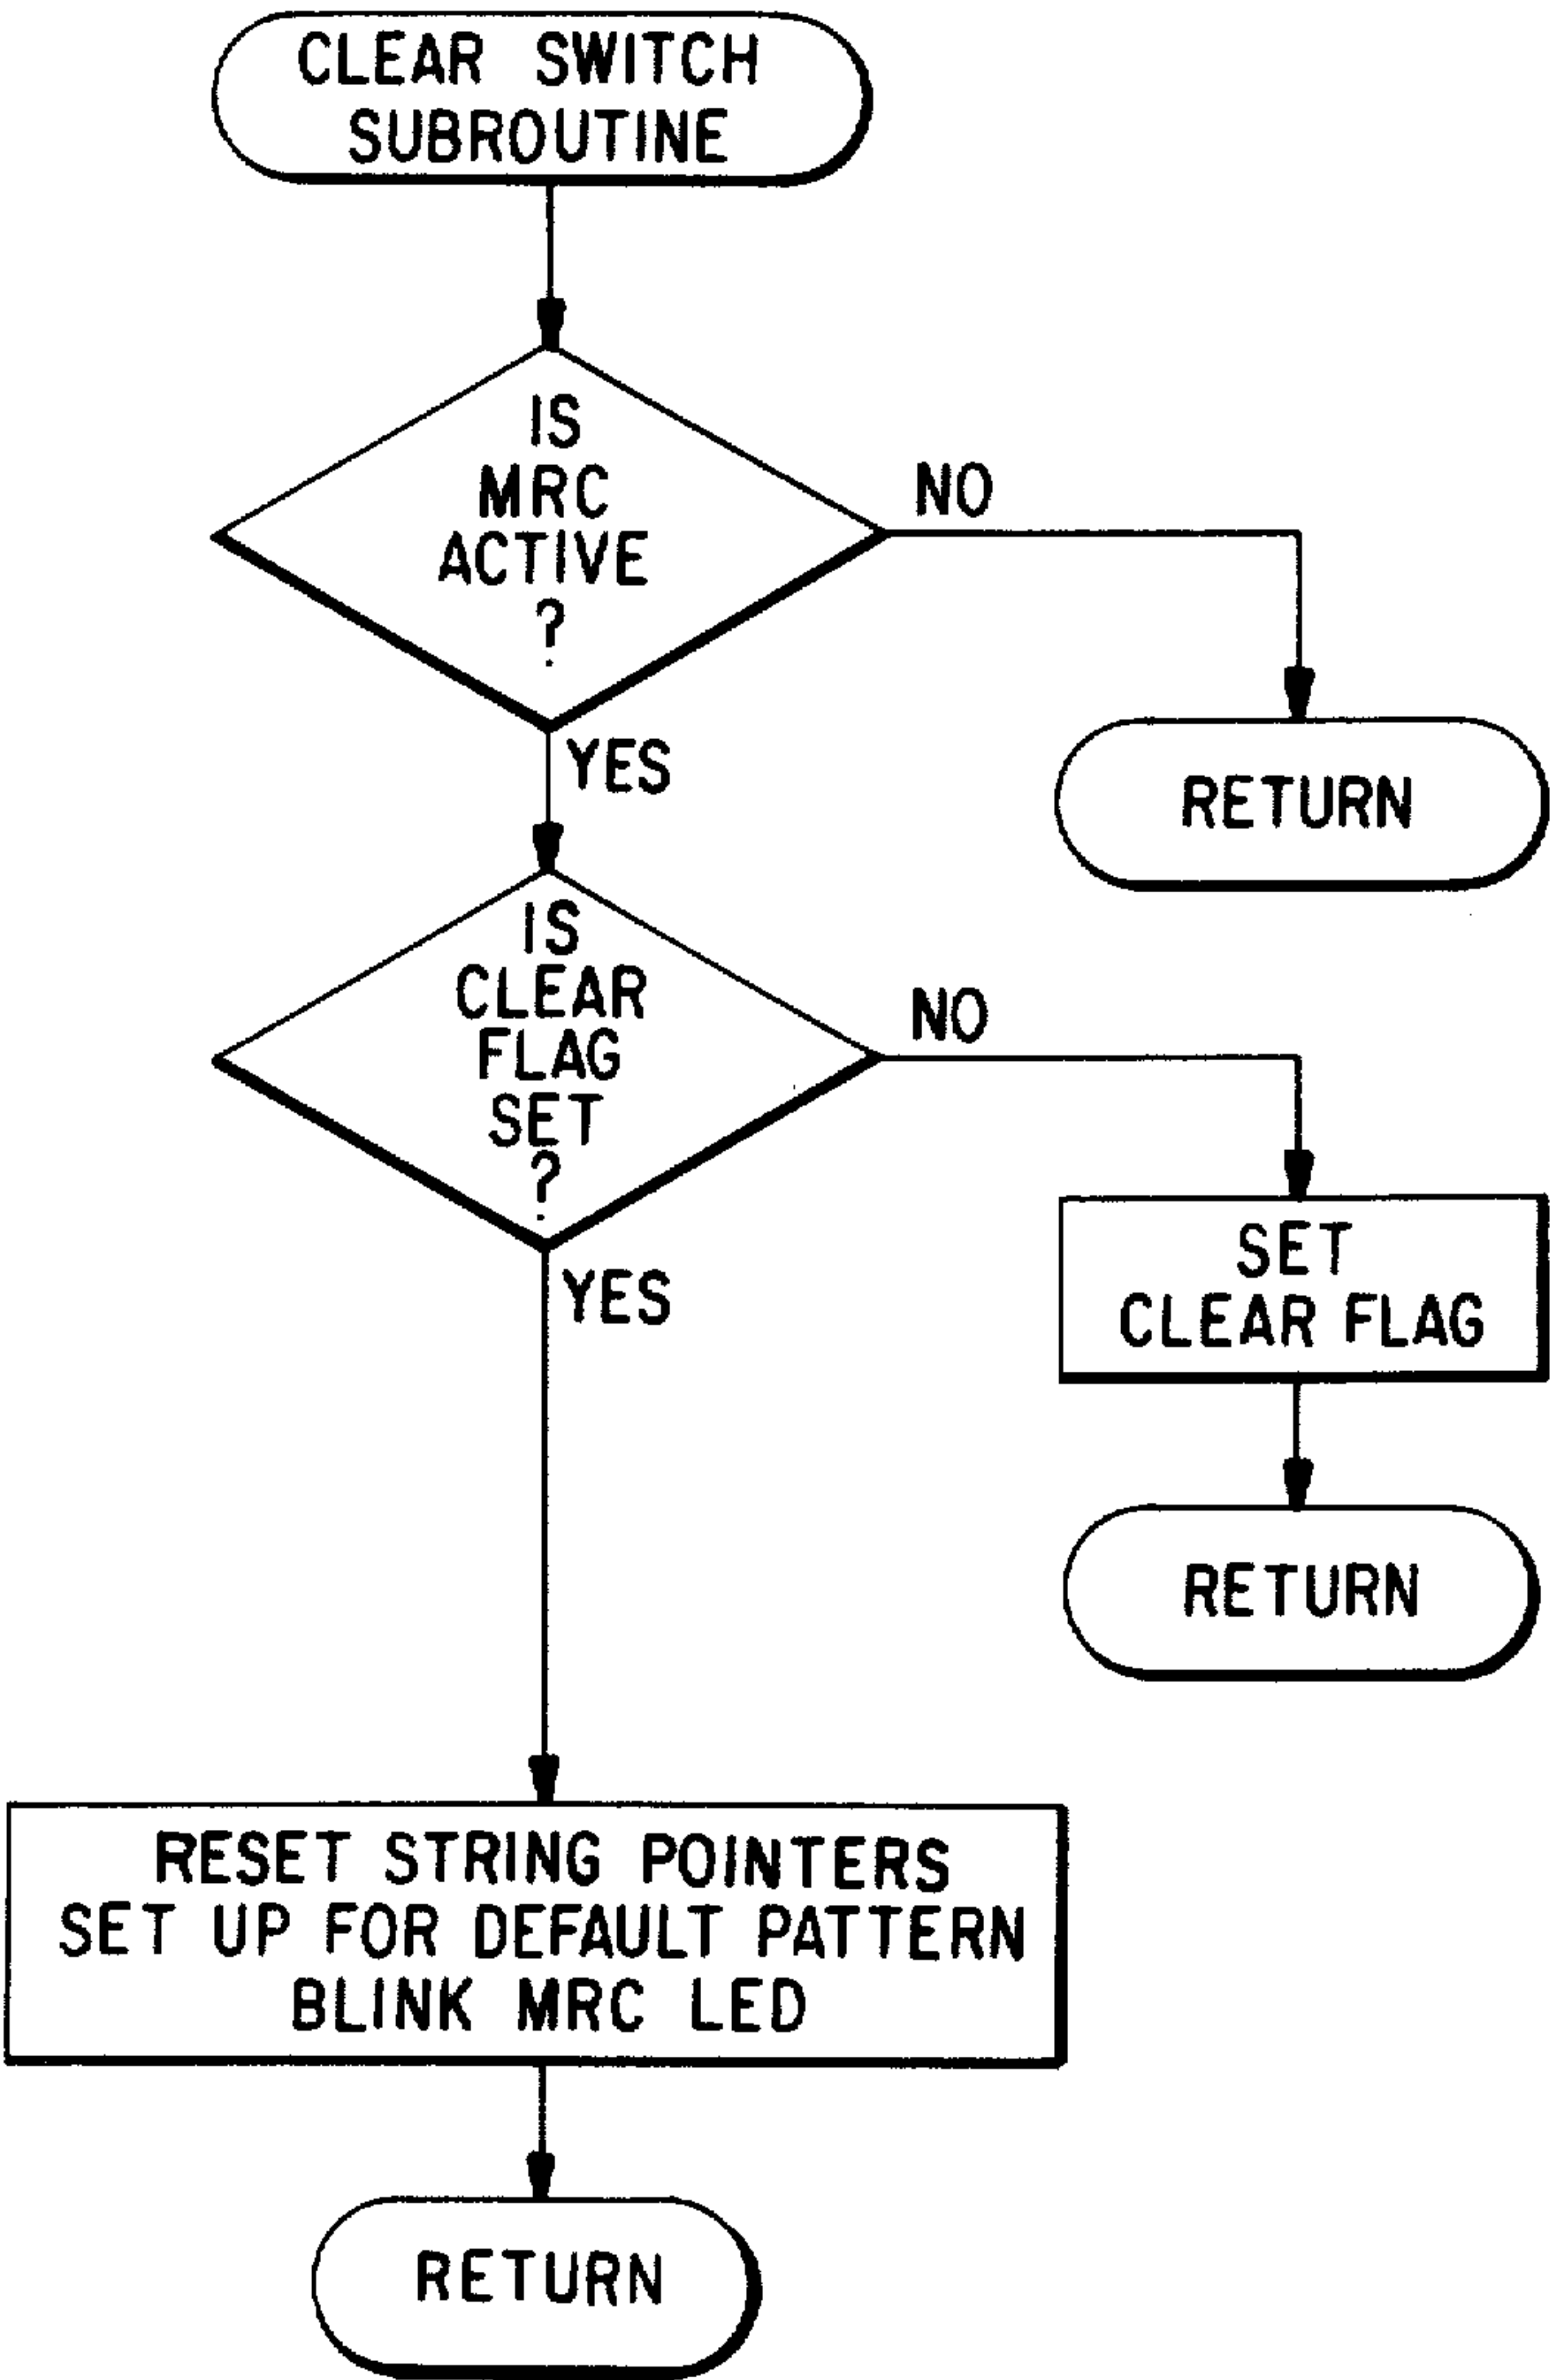 CLEAR SWITCH
SUBROUTINE
IS
MRC
ACTIVE
?
NO
YES
RETURN
IS
CLEAR
FLAG
SET
?
NO
YES
SET
CLEAR FLAG
RETURN
RESET STRING POINTERS
SET UP FOR DEFAULT PATTERN
BLINK MRC LED
RETURN